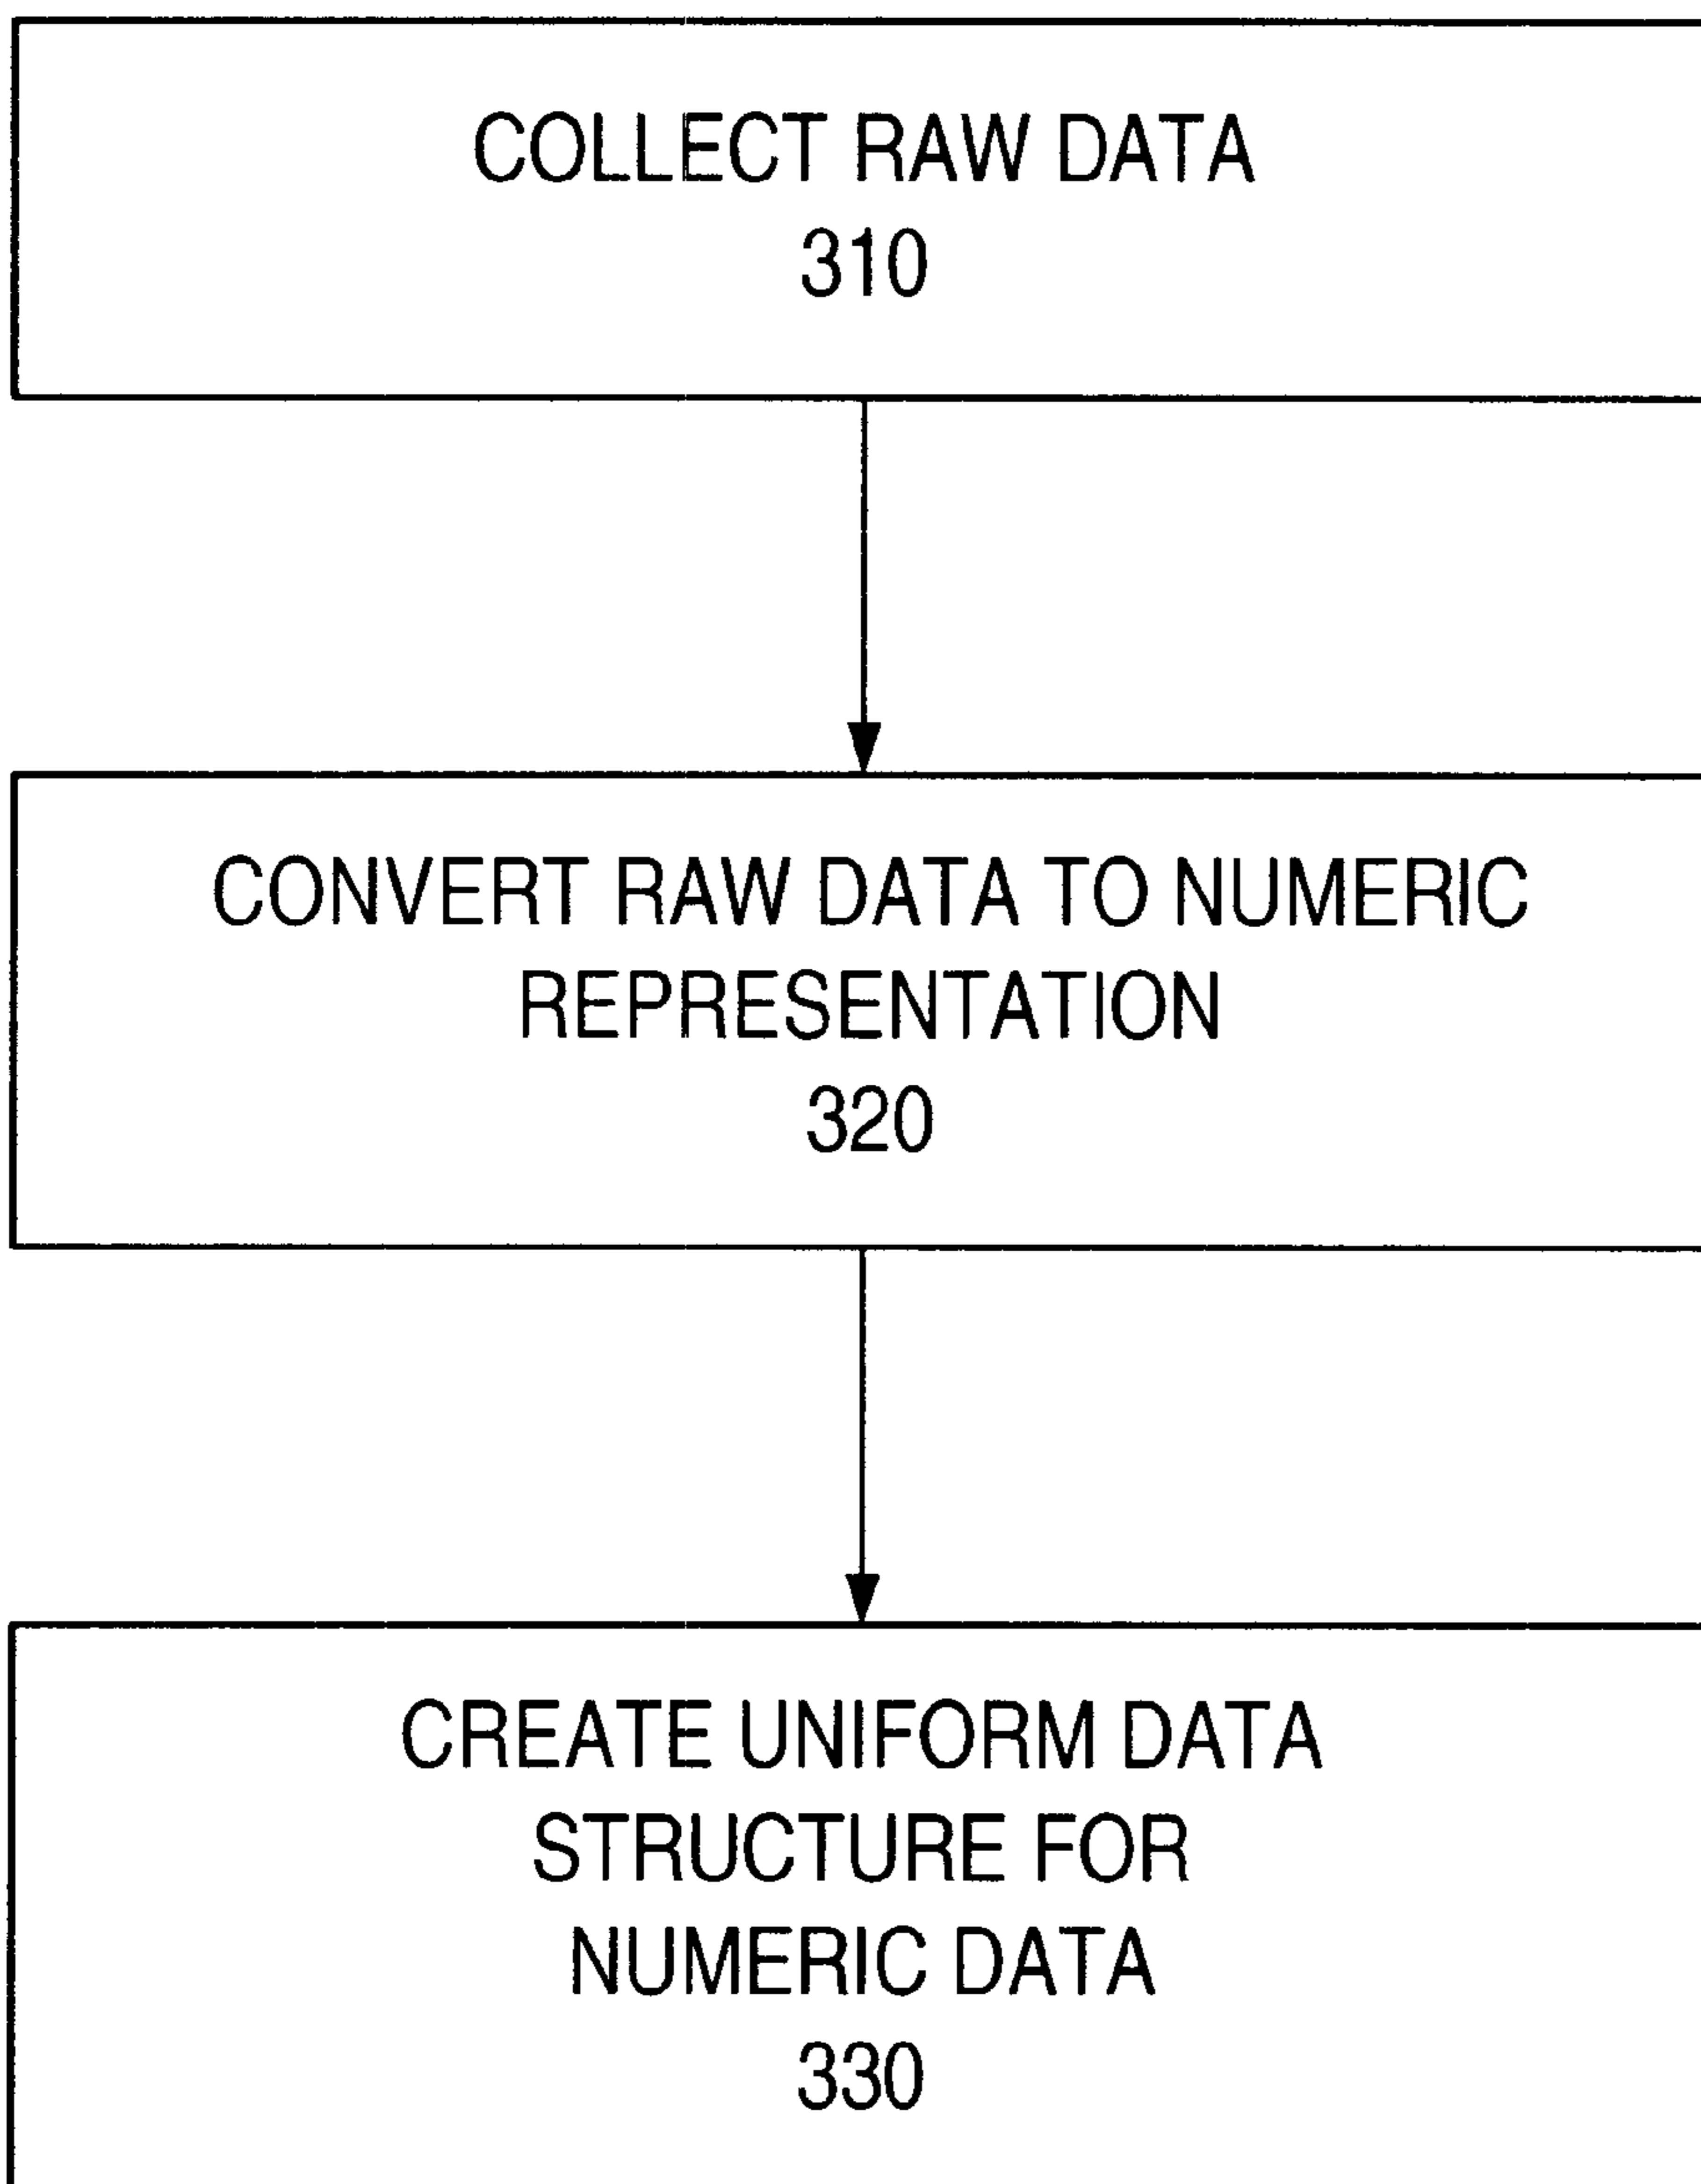 COLLECT RAW DATA
310
CONVERT RAW DATA TO NUMERIC
REPRESENTATION
320
CREATE UNIFORM DATA
STRUCTURE FOR
NUMERIC DATA
330